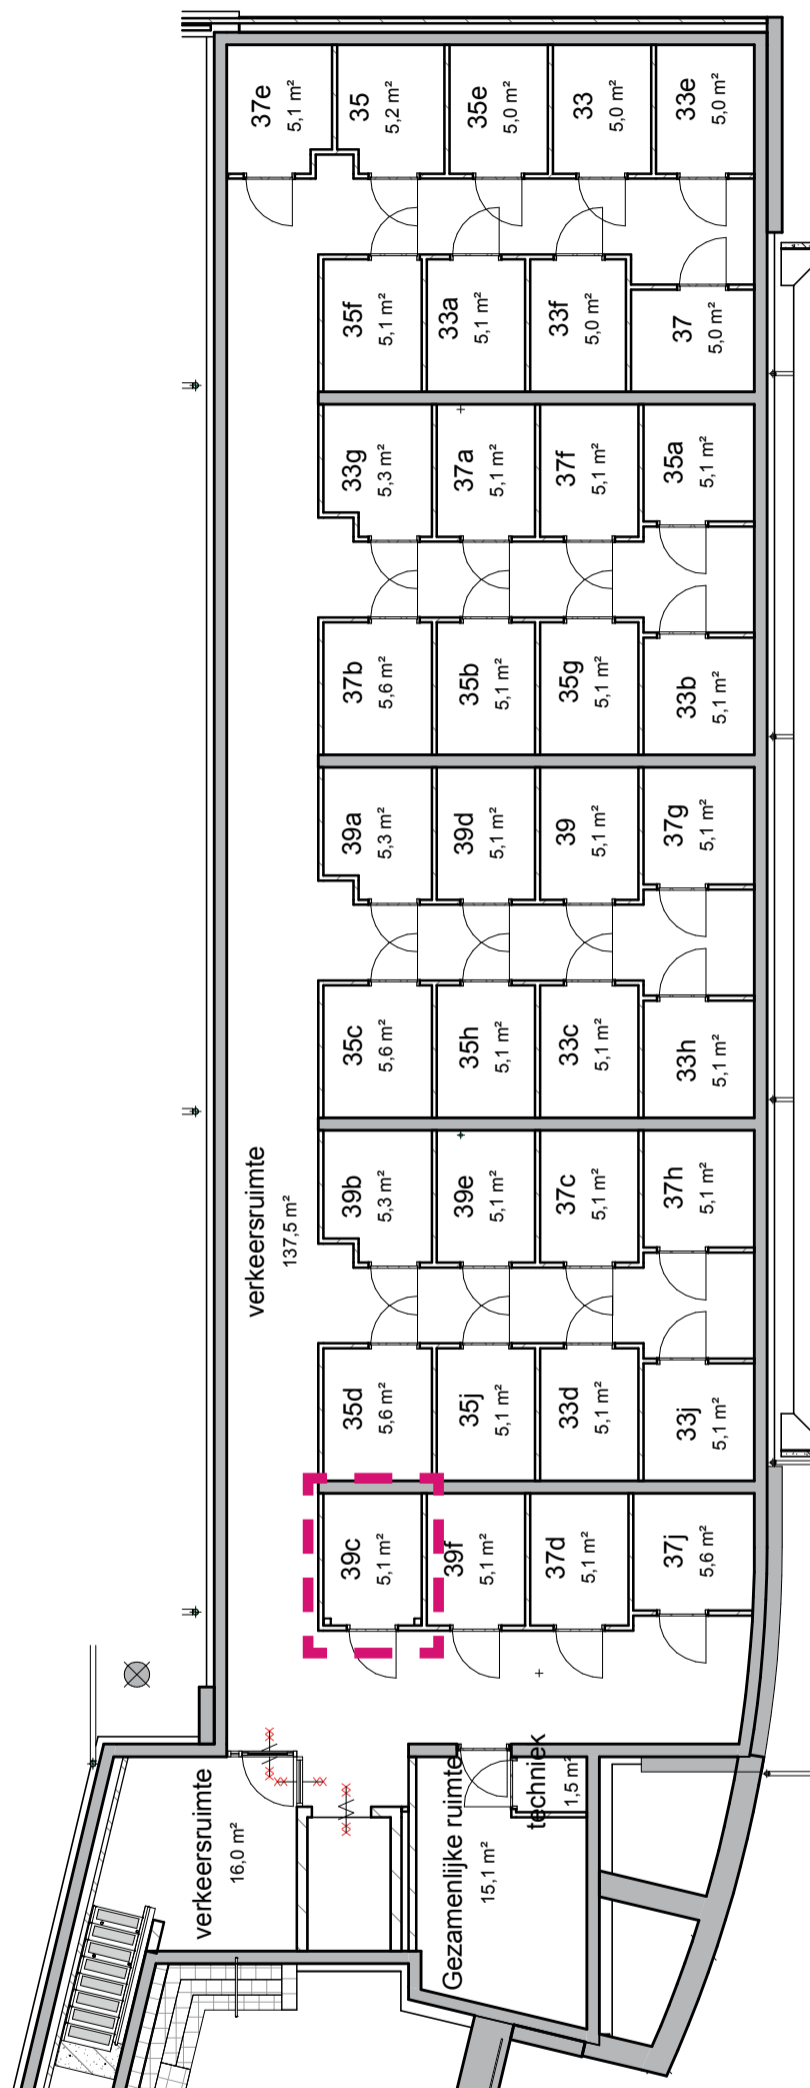 37e
5,1 m²
35
5,2 m²
35e
5,0 m²
33
5,0 m²
33e
5,0 m²
35f
5,1 m²
33a
5,1 m²
33f
5,0 m²
37
5,0 m²
33g
5,3 m²
37a
5,1 m²
37f
5,1 m²
35a
5,1 m²
37b
5,6 m²
35b
5,1 m²
35g
5,1 m²
33b
5,1 m²
39a
5,3 m²
39d
5,1 m²
39
5,1 m²
37g
5,1 m²
35c
5,6 m²
35h
5,1 m²
33c
5,1 m²
33h
5,1 m²
verkeersruimte
137,5 m²
39b
5,3 m²
39e
5,1 m²
37c
5,1 m²
37h
5,1 m²
35d
5,6 m²
35j
5,1 m²
33d
5,1 m²
33j
5,1 m²
39c
5,1 m²
39f
5,1 m²
37d
5,1 m²
37j
5,6 m²
verkeersruimte
16,0 m²
Gezamenlijke ruimte
15,1 m²
techniek
1,5 m²